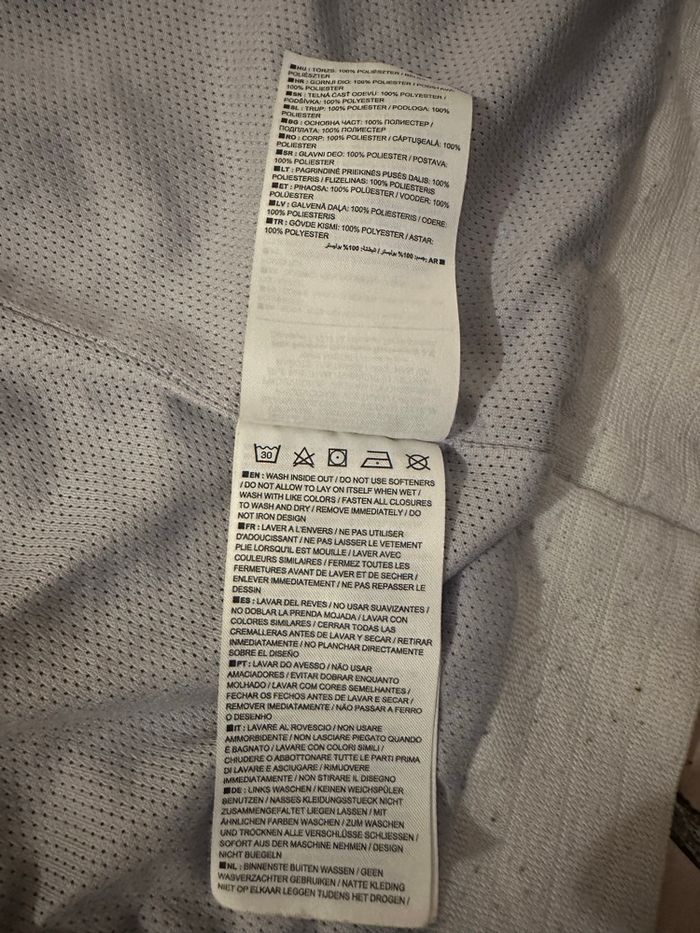 ■HU : TÖRZS: 100% POLIÉSZTER /
POLIÉSZTER
■HR : GORNJI DIO: 100% POLIESTER / POSTAVA:
100% POLIESTER
■SK : TELNÁ ČASŤ ODEVU: 100% POLYESTER /
PODŠÍVKA: 100% POLYESTER
■SL : TRUP: 100% POLIESTER / PODLOGA: 100%
POLIESTER
■BG : ОСНОВНА ЧАСТ: 100% ПОЛИЕСТЕР /
ПОДПЛАТА: 100% ПОЛИЕСТЕР
■RO : CORP: 100% POLIESTER / CĂPTUŞEALĂ: 100%
POLIESTER
■SR : GLAVNI DEO: 100% POLIESTER / POSTAVA:
100% POLIESTER
■LT : PAGRINDINĖ PRIEKINĖS PUSĖS DALIS: 100%
POLIESTERIS / FLIZELINAS: 100% POLIESTERIS
■ET : PIHAOSA: 100% POLÜESTER / VOODER: 100%
POLÜESTER
■LV : GALVENĀ DAĻA: 100% POLIESTERIS / ODERE:
100% POLIESTERIS
■TR : GÖVDE KISMI: 100% POLYESTER / ASTAR:
100% POLYESTER
■ AR :جسم: 100% بوليستر / تبطئة: 100% بوليستر
30
■EN : WASH INSIDE OUT / DO NOT USE SOFTENERS
/ DO NOT ALLOW TO LAY ON ITSELF WHEN WET /
WASH WITH LIKE COLORS / FASTEN ALL CLOSURES
TO WASH AND DRY / REMOVE IMMEDIATELY / DO
NOT IRON DESIGN
■FR : LAVER A L'ENVERS / NE PAS UTILISER
D'ADOUCISSANT / NE PAS LAISSER LE VETEMENT
PLIE LORSQU'IL EST MOUILLE / LAVER AVEC
COULEURS SIMILAIRES / FERMEZ TOUTES LES
FERMETURES AVANT DE LAVER ET DE SECHER /
ENLEVER IMMEDIATEMENT / NE PAS REPASSER LE
DESSIN
■ES : LAVAR DEL REVES / NO USAR SUAVIZANTES /
NO DOBLAR LA PRENDA MOJADA / LAVAR CON
COLORES SIMILARES / CERRAR TODAS LAS
CREMALLERAS ANTES DE LAVAR Y SECAR / RETIRAR
INMEDIATAMENTE / NO PLANCHAR DIRECTAMENTE
SOBRE EL DISEÑO
■PT : LAVAR DO AVESSO / NÃO USAR
AMACIADORES / EVITAR DOBRAR ENQUANTO
MOLHADO / LAVAR COM CORES SEMELHANTES /
FECHAR OS FECHOS ANTES DE LAVAR E SECAR /
REMOVER IMEDIATAMENTE / NÃO PASSAR A FERRO
O DESENHO
■IT : LAVARE AL ROVESCIO / NON USARE
AMMORBIDENTE / NON LASCIARE PIEGATO QUANDO
È BAGNATO / LAVARE CON COLORI SIMILI /
CHIUDERE O ABBOTTONARE TUTTE LE PARTI PRIMA
DI LAVARE E ASCIUGARE / RIMUOVERE
IMMEDIATAMENTE / NON STIRARE IL DISEGNO
■DE : LINKS WASCHEN / KEINEN WEICHSPÜLER
BENUTZEN / NASSES KLEIDUNGSSTUECK NICHT
ZUSAMMENGEFALTET LIEGEN LASSEN / MIT
ÄHNLICHEN FARBEN WASCHEN / ZUM WASCHEN
UND TROCKNEN ALLE VERSCHLÜSSE SCHLIESSEN /
SOFORT AUS DER MASCHINE NEHMEN / DESIGN
NICHT BUEGELN
■NL : BINNENSTE BUITEN WASSEN / GEEN
WASVERZACHTER GEBRUIKEN / NATTE KLEDING
NIET OP ELKAAR LEGGEN TIJDENS HET DROGEN /